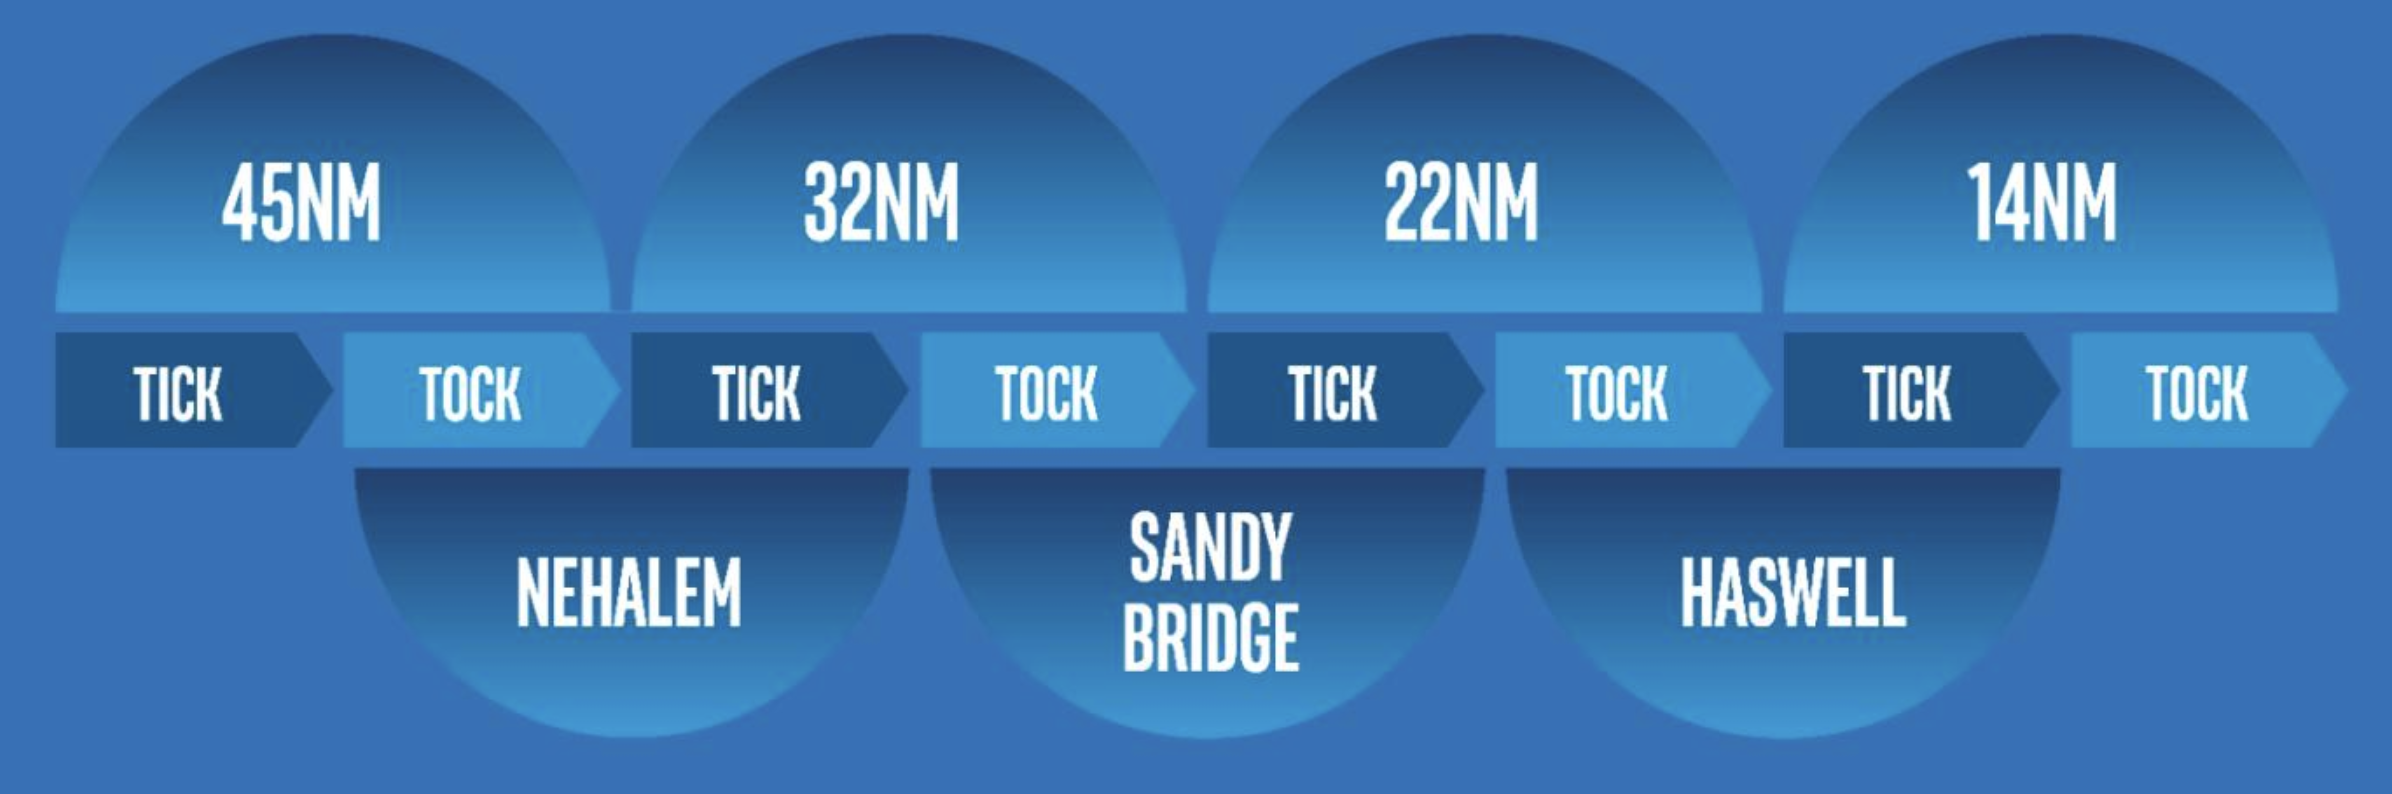 45NM
32NM
22NM
14NM
TICK
TOCK
TICK
TOCK
TICK
TOCK
TICK
TOCK
NEHALEM
SANDY
BRIDGE
HASWELL